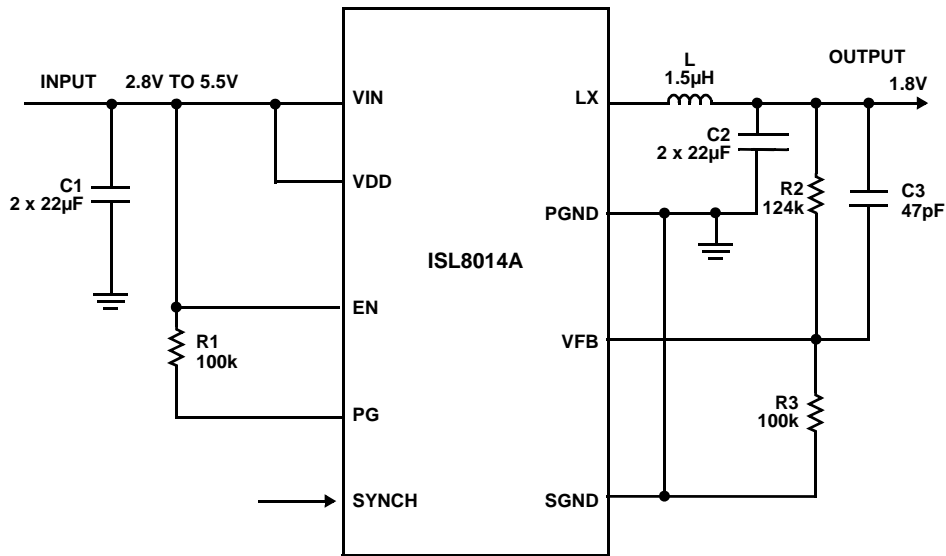 INPUT 2.8V TO 5.5V
VIN
VDD
C1
2 x 22µF
EN
R1
100k
PG
SYNCH
ISL8014A
LX
L
1.5µH
OUTPUT
1.8V
C2
2 x 22µF
R2
124k
C3
47pF
PGND
VFB
R3
100k
SGND